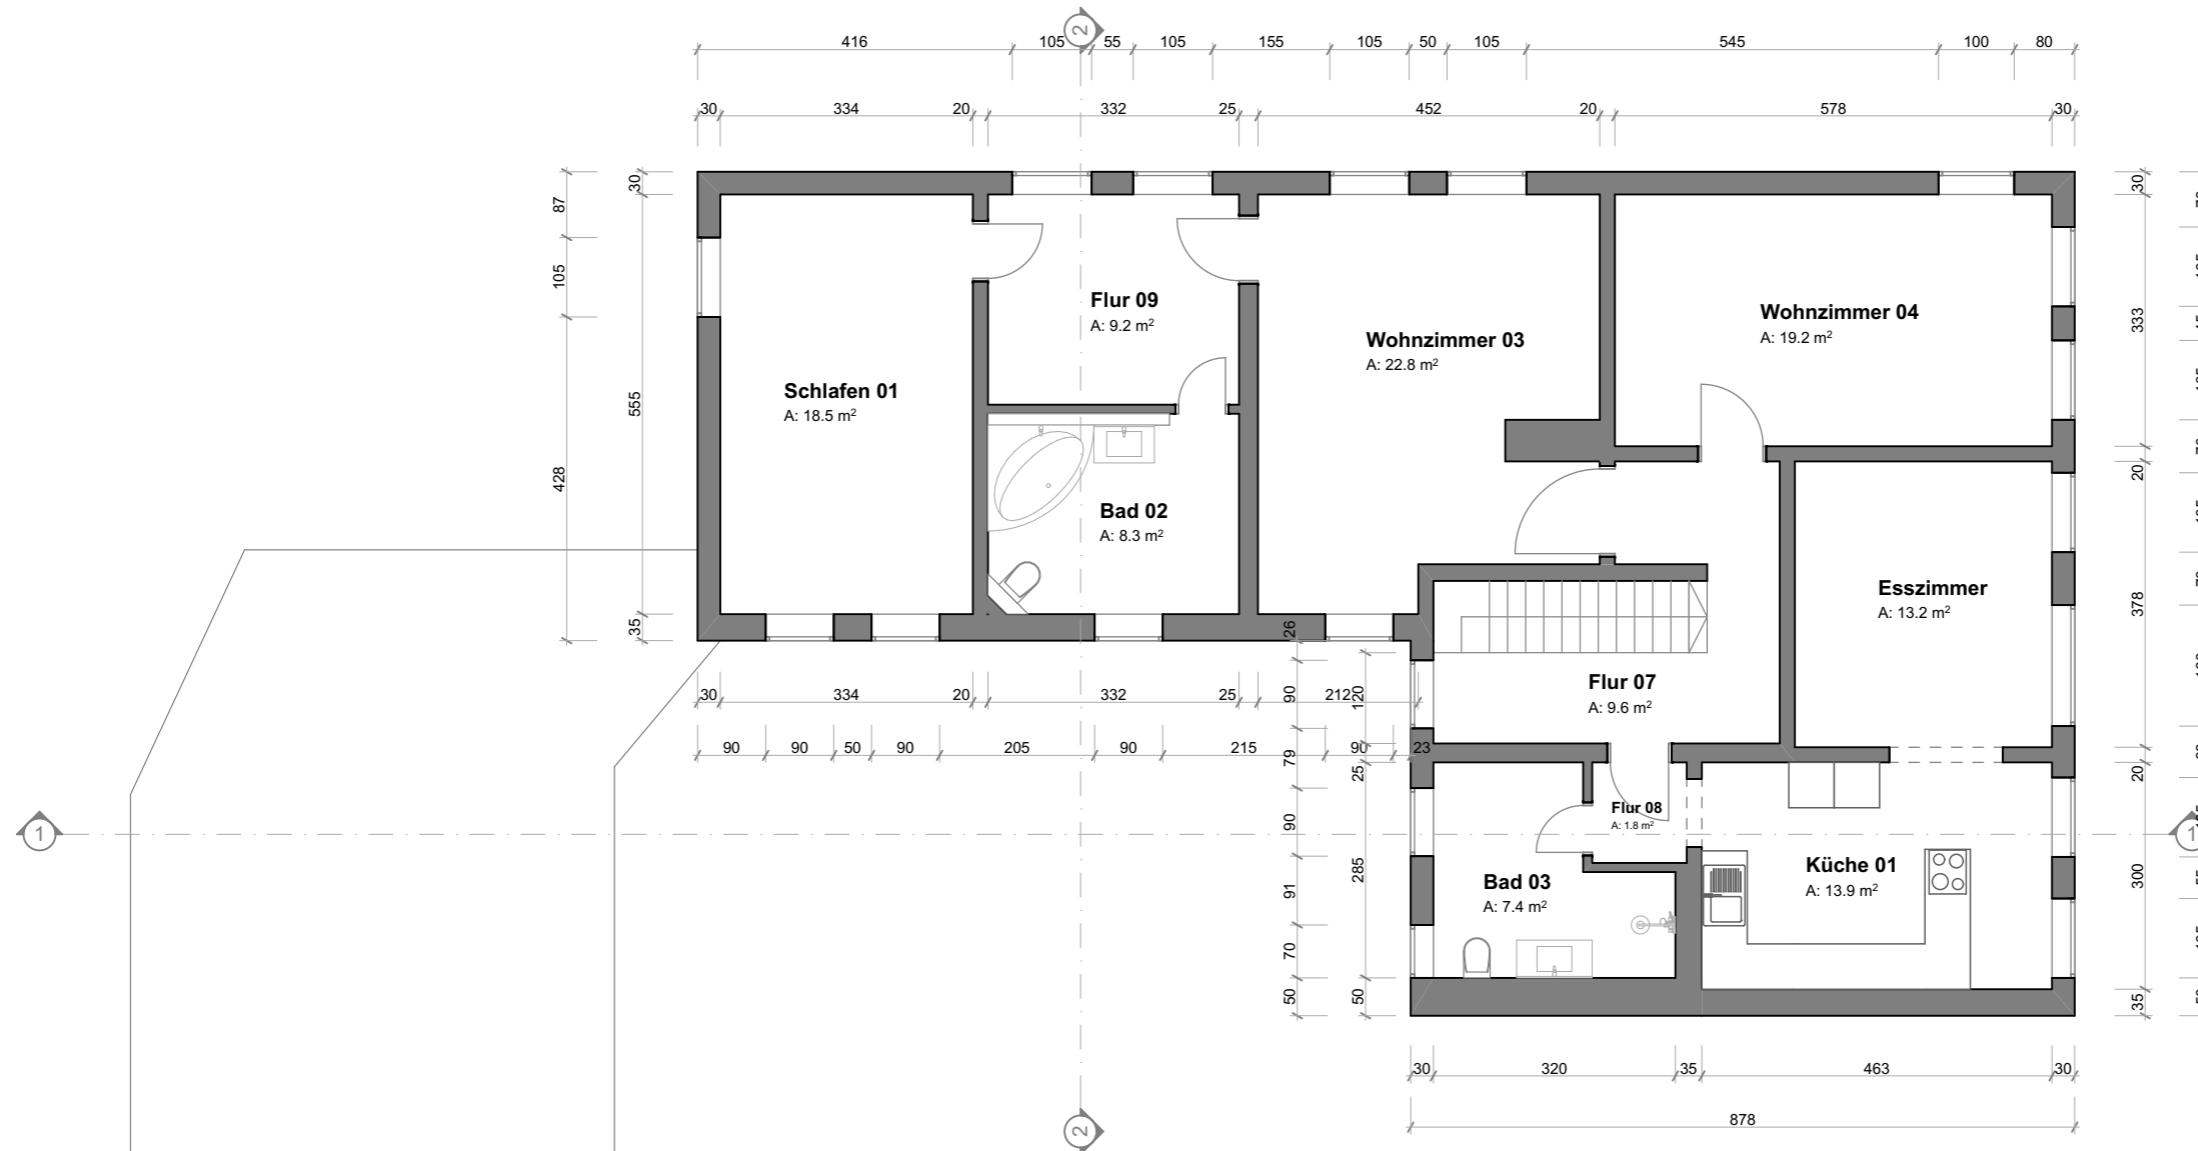 2
416 105 55 105 155 105 50 105 545 100 80
30 334 20 332 25 452 20 578 30
87
105
428
30
555
35
Flur 09
A: 9.2 m²
Wohnzimmer 03
A: 22.8 m²
Wohnzimmer 04
A: 19.2 m²
Schlafen 01
A: 18.5 m²
Bad 02
A: 8.3 m²
Esszimmer
A: 13.2 m²
Flur 07
A: 9.6 m²
Flur 08
A: 1.8 m²
Küche 01
A: 13.9 m²
Bad 03
A: 7.4 m²
30
333
20
378
20
300
35
30 334 20 332 25 212
90 90 50 90 205 90 215 90 23
26
90
79
90
91
70
50
120
25
285
50
1
1
30 320 35 463 30
878
2